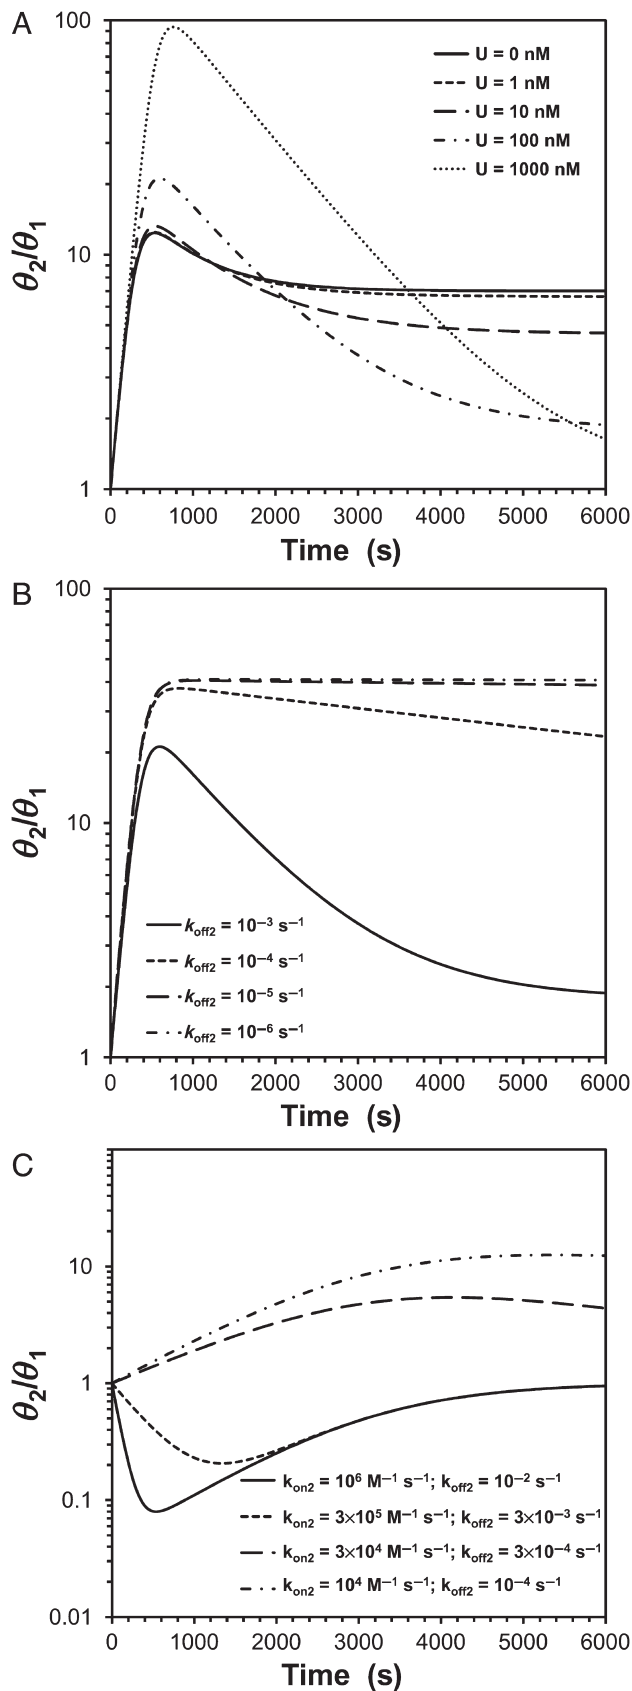 A
100
10
1
θ2/θ1
U = 0 nM
U = 1 nM
U = 10 nM
U = 100 nM
U = 1000 nM
0 1000 2000 3000 4000 5000 6000
Time (s)
B
100
10
1
θ2/θ1
koff2 = 10⁻³ s⁻¹
koff2 = 10⁻⁴ s⁻¹
koff2 = 10⁻⁵ s⁻¹
koff2 = 10⁻⁶ s⁻¹
0 1000 2000 3000 4000 5000 6000
Time (s)
C
10
1
0.1
0.01
θ2/θ1
kon2 = 10⁶ M⁻¹ s⁻¹; koff2 = 10⁻² s⁻¹
kon2 = 3×10⁵ M⁻¹ s⁻¹; koff2 = 3×10⁻³ s⁻¹
kon2 = 3×10⁴ M⁻¹ s⁻¹; koff2 = 3×10⁻⁴ s⁻¹
kon2 = 10⁴ M⁻¹ s⁻¹; koff2 = 10⁻⁴ s⁻¹
0 1000 2000 3000 4000 5000 6000
Time (s)